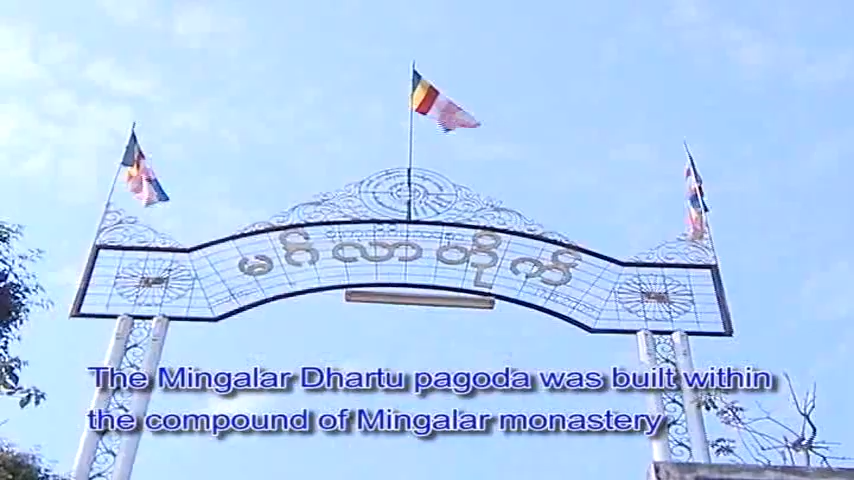 မင်္ဂလာတိုက်
The Mingalar Dhartu pagoda was built within
the compound of Mingalar monastery